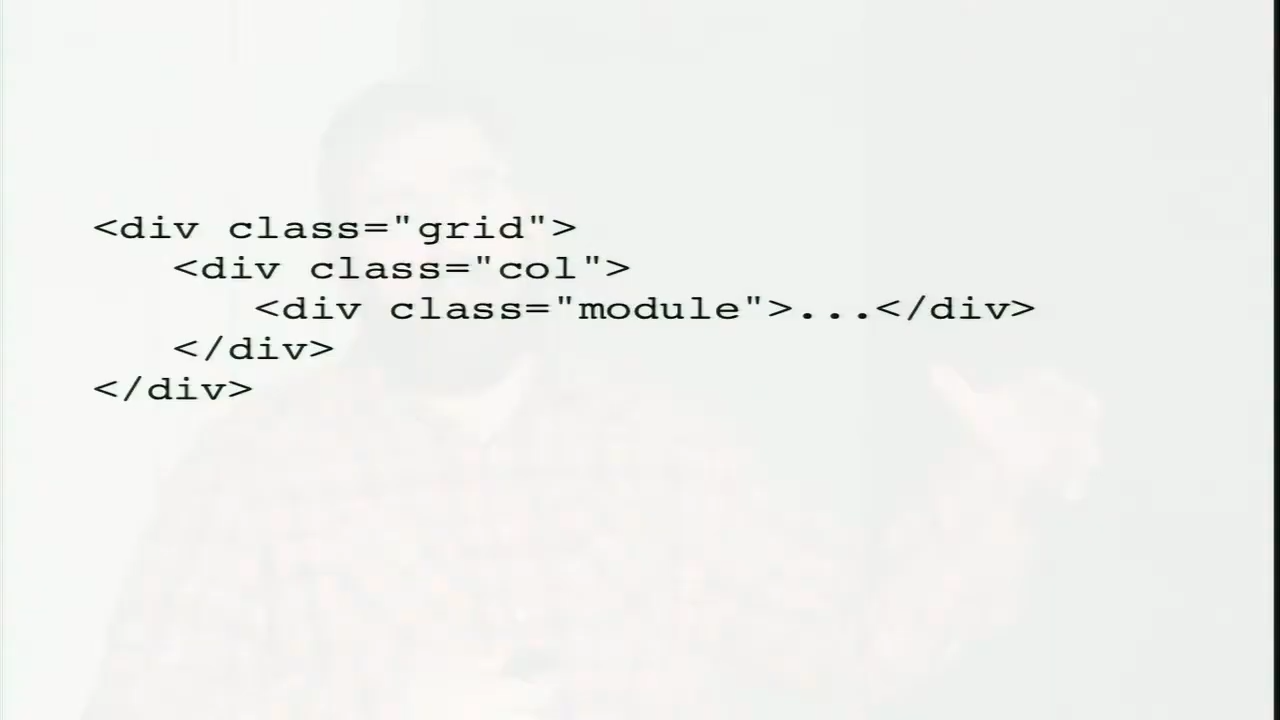 <div class="grid">
<div class="col">
<div class="module">...</div>
</div>
</div>